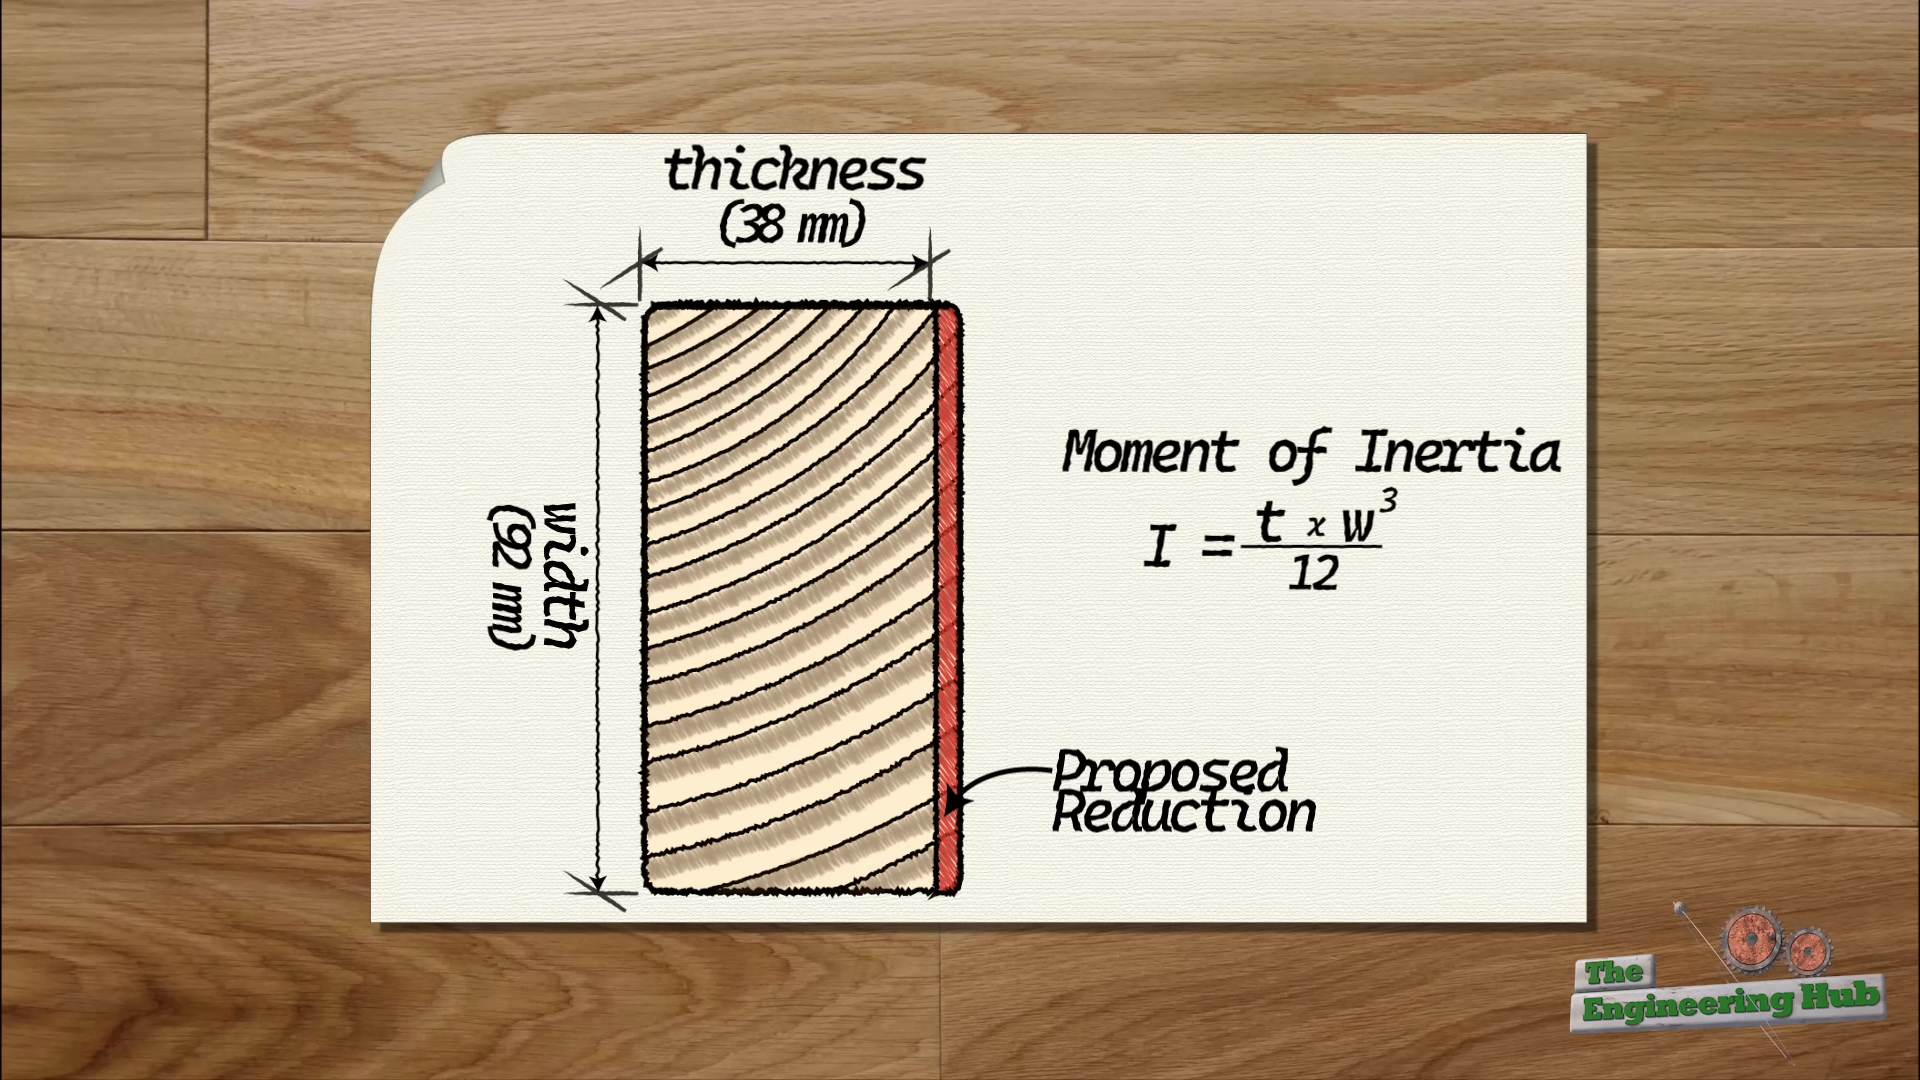 thickness
(38 mm)
width
(92 mm)
Moment of Inertia
I = t x w³
12
Proposed
Reduction
The
Engineering Hub